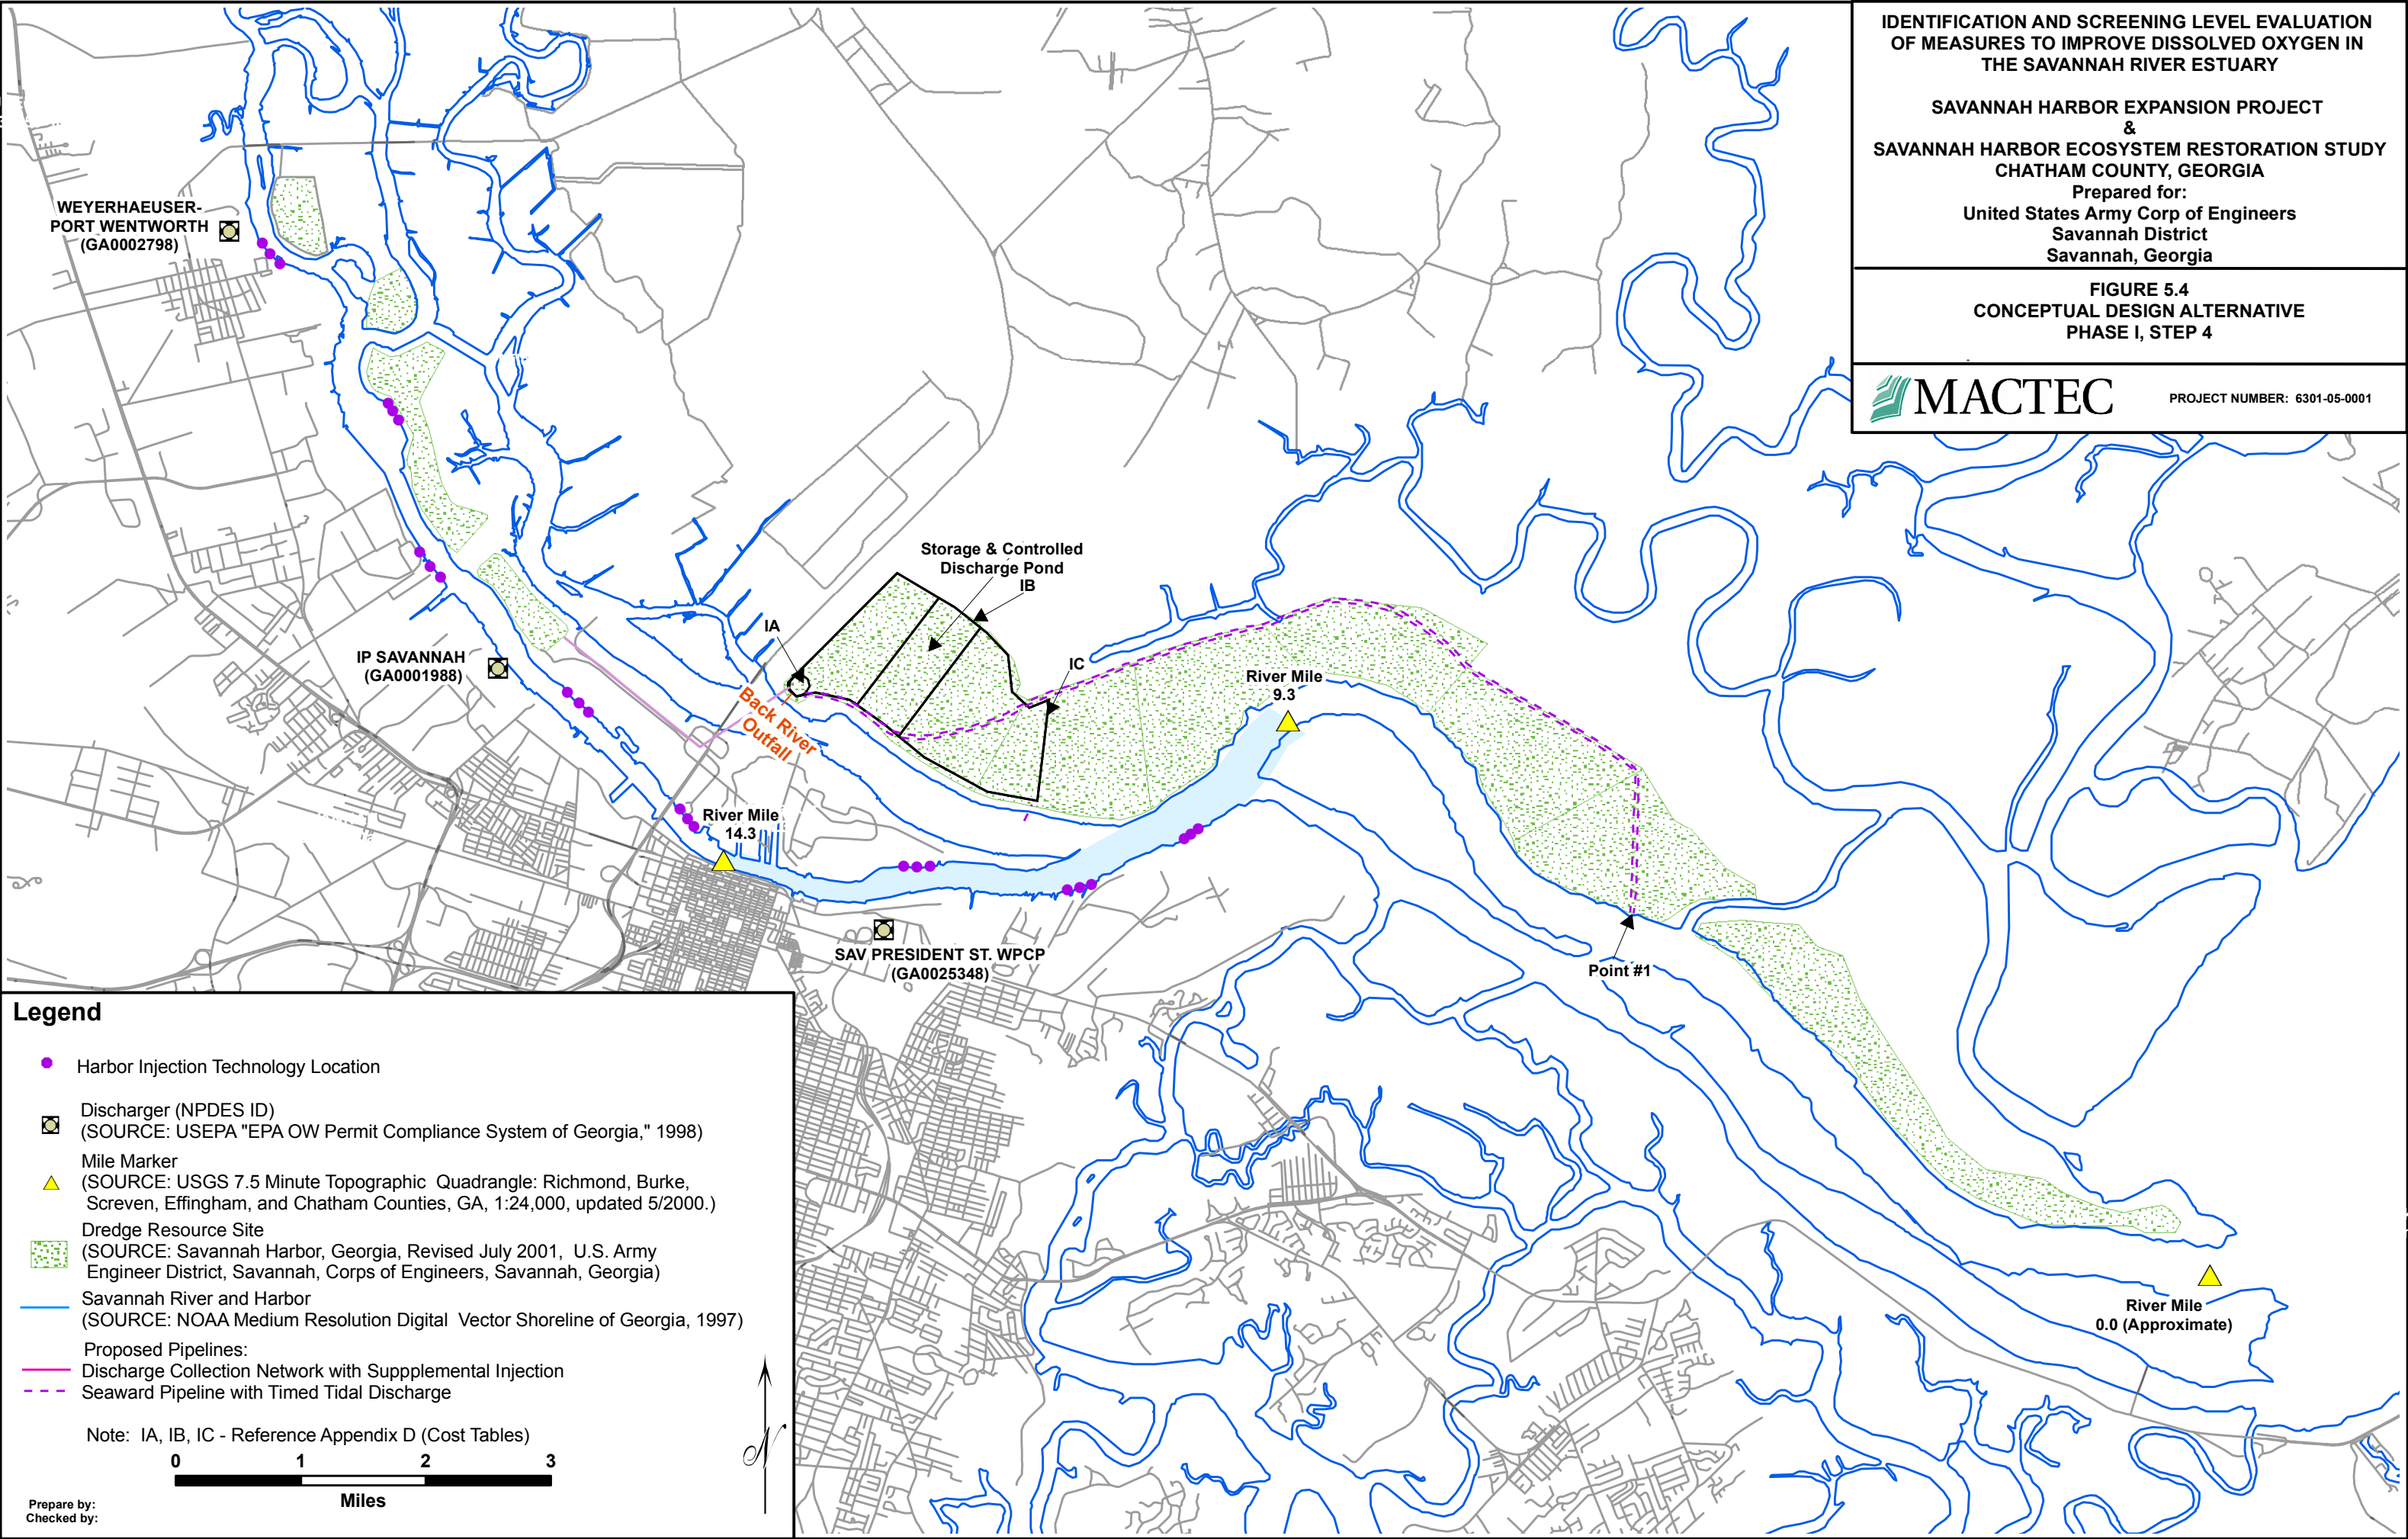 IDENTIFICATION AND SCREENING LEVEL EVALUATION
OF MEASURES TO IMPROVE DISSOLVED OXYGEN IN
THE SAVANNAH RIVER ESTUARY
SAVANNAH HARBOR EXPANSION PROJECT
&
SAVANNAH HARBOR ECOSYSTEM RESTORATION STUDY
CHATHAM COUNTY, GEORGIA
Prepared for:
United States Army Corp of Engineers
Savannah District
Savannah, Georgia
FIGURE 5.4
CONCEPTUAL DESIGN ALTERNATIVE
PHASE I, STEP 4
MACTEC
PROJECT NUMBER: 6301-05-0001
WEYERHAEUSER-
PORT WENTWORTH
(GA0002798)
Storage & Controlled
Discharge Pond
IB
IA
IP SAVANNAH
(GA0001988)
IC
River Mile
9.3
Back River
Outfall
River Mile
14.3
SAV PRESIDENT ST. WPCP
(GA0025348)
Point #1
River Mile
0.0 (Approximate)
Legend
Harbor Injection Technology Location
Discharger (NPDES ID)
(SOURCE: USEPA "EPA OW Permit Compliance System of Georgia," 1998)
Mile Marker
(SOURCE: USGS 7.5 Minute Topographic Quadrangle: Richmond, Burke,
Screven, Effingham, and Chatham Counties, GA, 1:24,000, updated 5/2000.)
Dredge Resource Site
(SOURCE: Savannah Harbor, Georgia, Revised July 2001, U.S. Army
Engineer District, Savannah, Corps of Engineers, Savannah, Georgia)
Savannah River and Harbor
(SOURCE: NOAA Medium Resolution Digital Vector Shoreline of Georgia, 1997)
Proposed Pipelines:
Discharge Collection Network with Suppplemental Injection
Seaward Pipeline with Timed Tidal Discharge
Note: IA, IB, IC - Reference Appendix D (Cost Tables)
0 1 2 3
Miles
N
Prepare by:
Checked by: